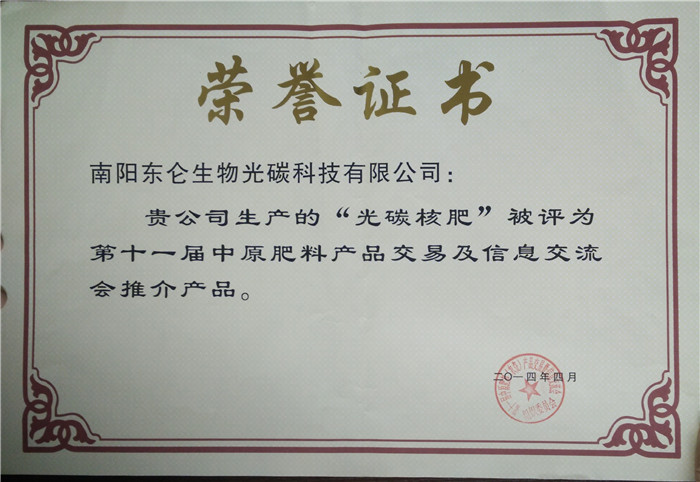 荣誉证书
南阳东仑生物光碳科技有限公司：
贵公司生产的“光碳核肥”被评为
第十一届中原肥料产品交易及信息交流
会推介产品。
二〇一四年四月